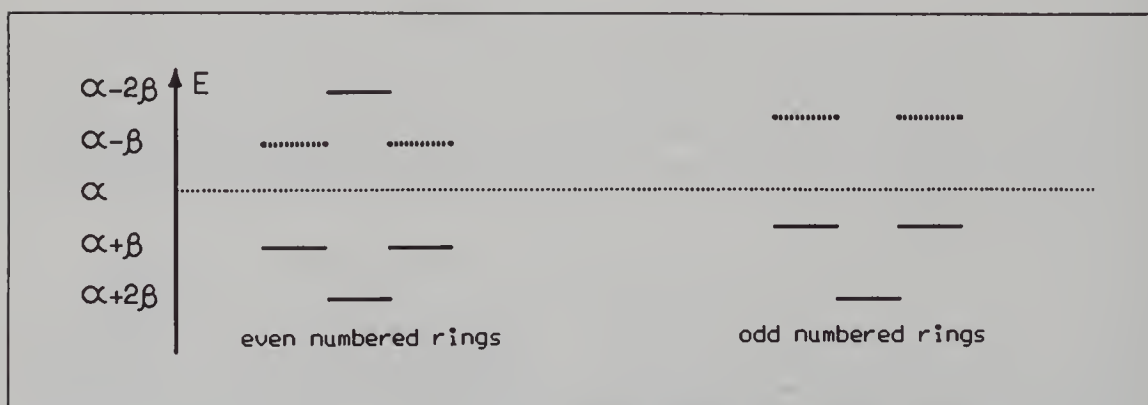 ∝-2β E
∝-β
∝
∝+β
∝+2β
even numbered rings odd numbered rings